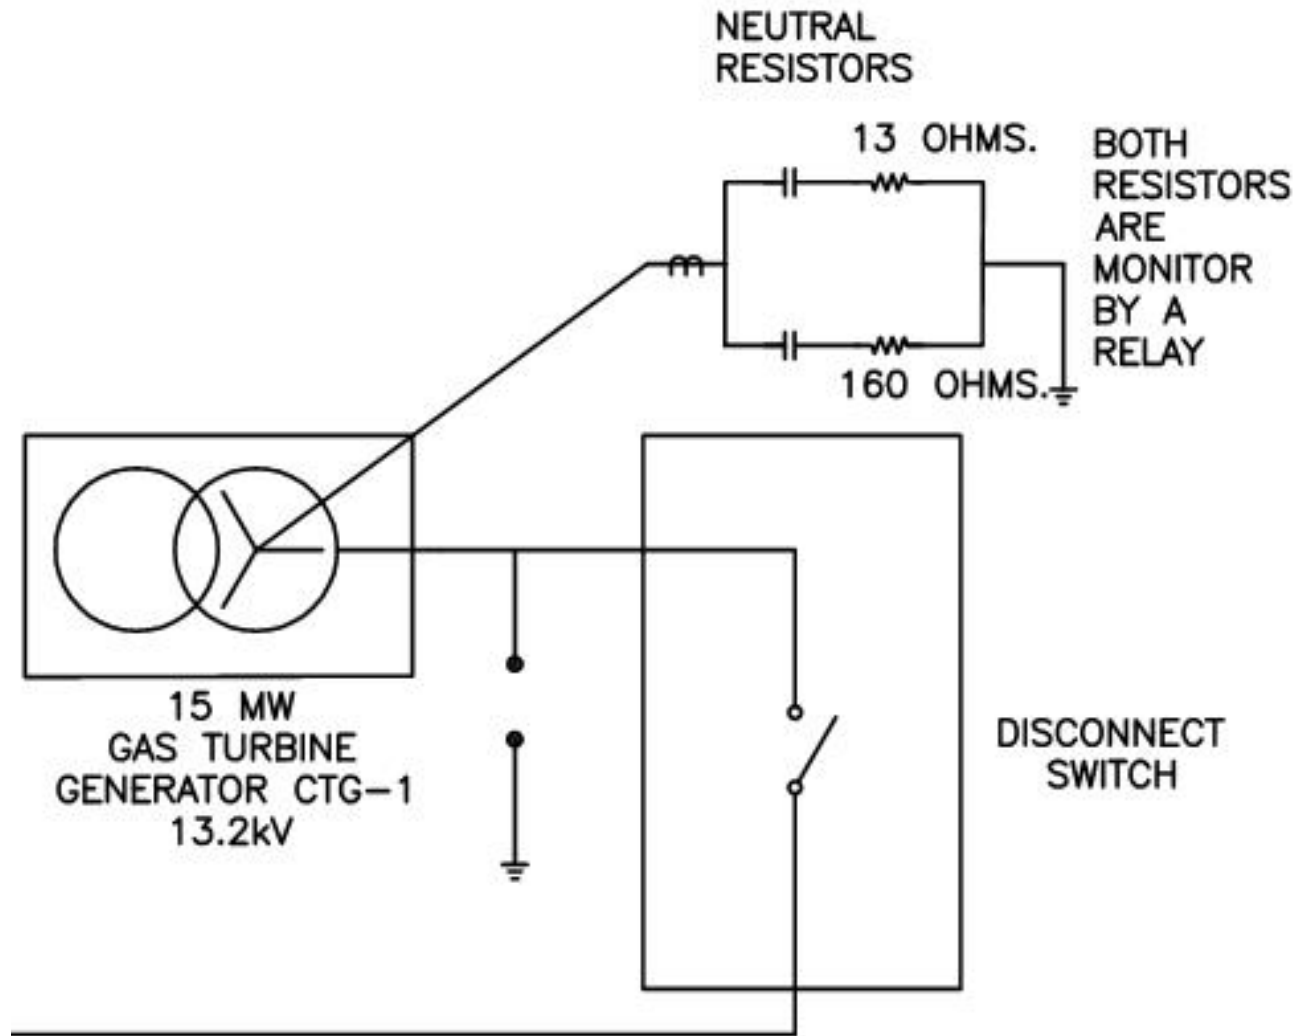 NEUTRAL
RESISTORS
13 OHMS.
BOTH
RESISTORS
ARE
MONITOR
BY A
RELAY
160 OHMS.
15 MW
GAS TURBINE
GENERATOR CTG-1
13.2kV
DISCONNECT
SWITCH